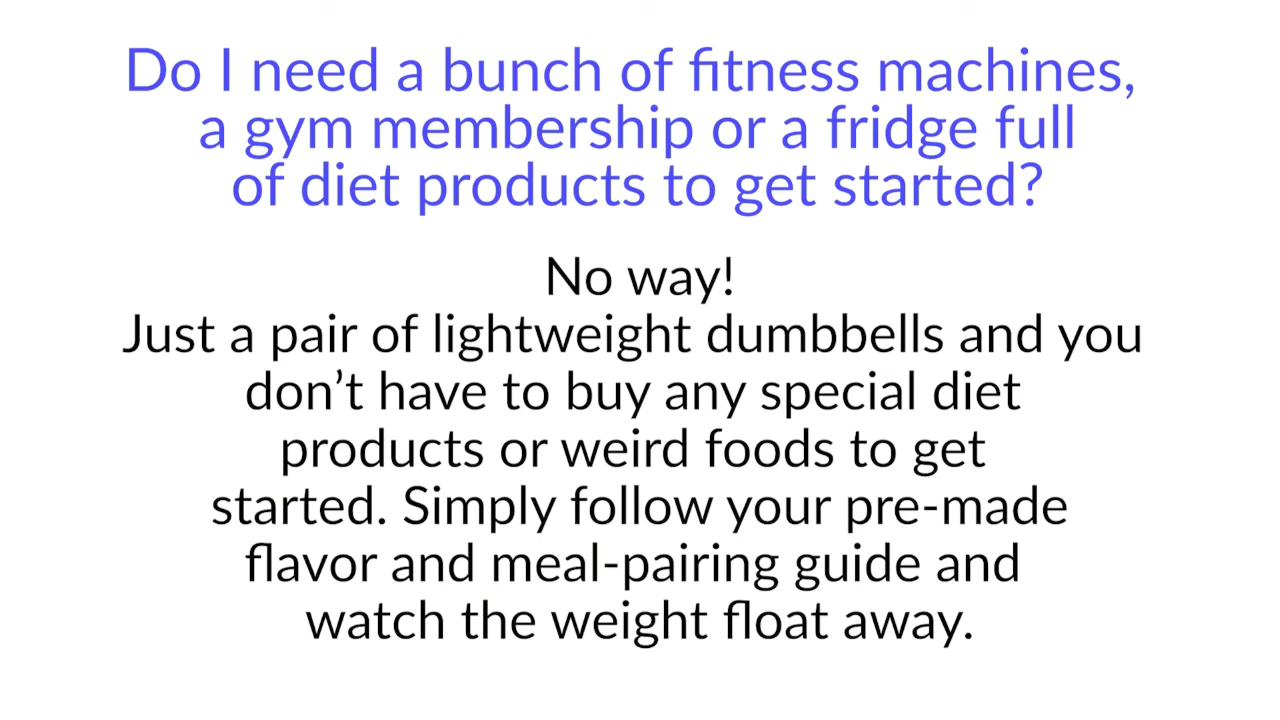 Do I need a bunch of fitness machines,
a gym membership or a fridge full
of diet products to get started?
No way!
Just a pair of lightweight dumbbells and you
don’t have to buy any special diet
products or weird foods to get
started. Simply follow your pre-made
flavor and meal-pairing guide and
watch the weight float away.